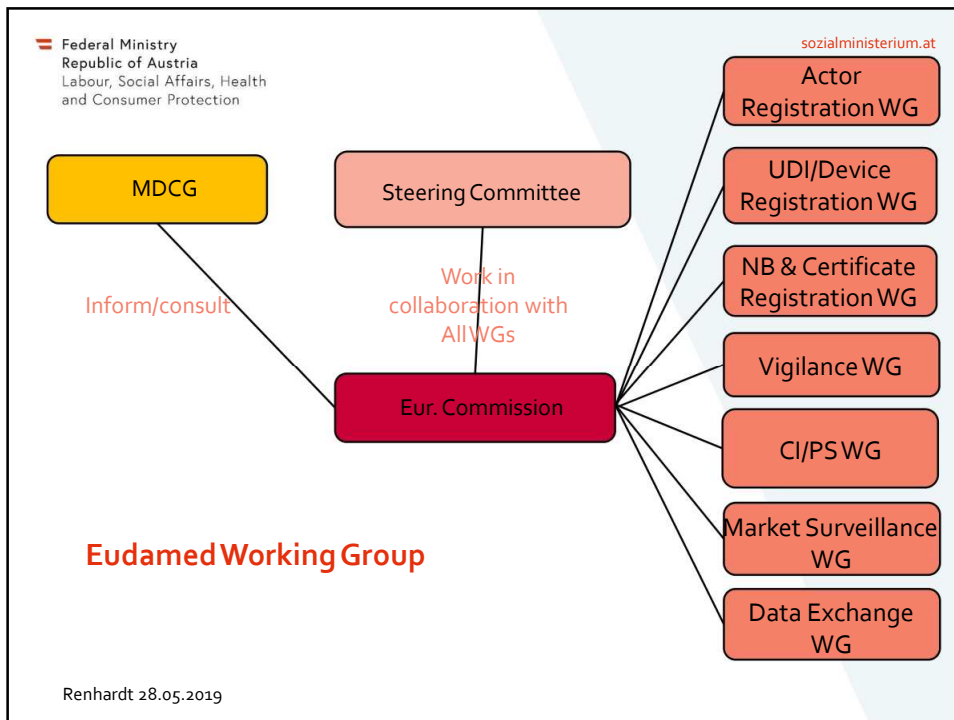 Federal Ministry
Republic of Austria
Labour, Social Affairs, Health
and Consumer Protection
sozialministerium.at
Actor
Registration WG
MDCG
Steering Committee
UDI/Device
Registration WG
Inform/consult
Work in
collaboration with
All WGs
NB & Certificate
Registration WG
Vigilance WG
Eur. Commission
CI/PS WG
Market Surveillance
WG
Eudamed Working Group
Data Exchange
WG
Renhardt 28.05.2019